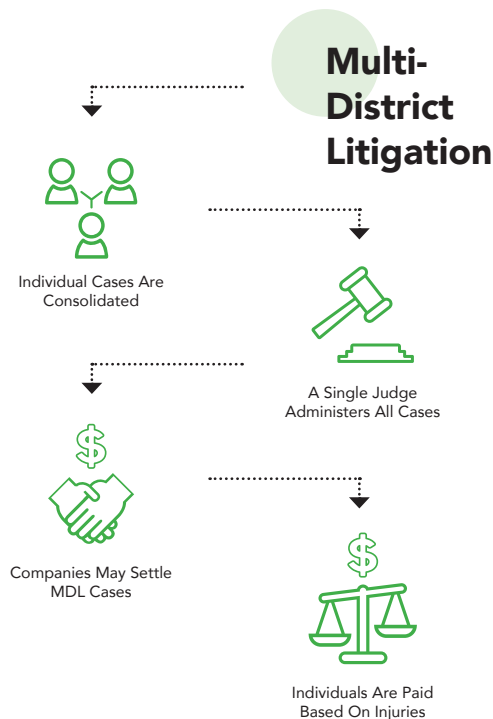 Multi-
District
Litigation
Individual Cases Are
Consolidated
A Single Judge
Administers All Cases
$
Companies May Settle
MDL Cases
$
Individuals Are Paid
Based On Injuries